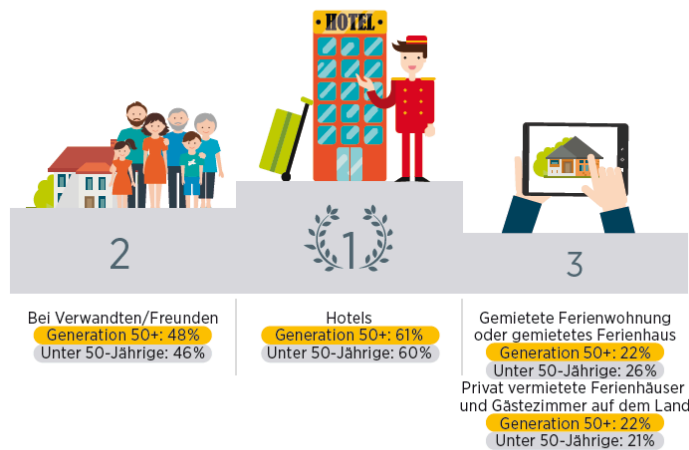 HOTEL
2
1
3
Bei Verwandten/Freunden
Generation 50+: 48%
Unter 50-Jährige: 46%
Hotels
Generation 50+: 61%
Unter 50-Jährige: 60%
Gemietete Ferienwohnung
oder gemietetes Ferienhaus
Generation 50+: 22%
Unter 50-Jährige: 26%
Privat vermietete Ferienhäuser
und Gästezimmer auf dem Land
Generation 50+: 22%
Unter 50-Jährige: 21%